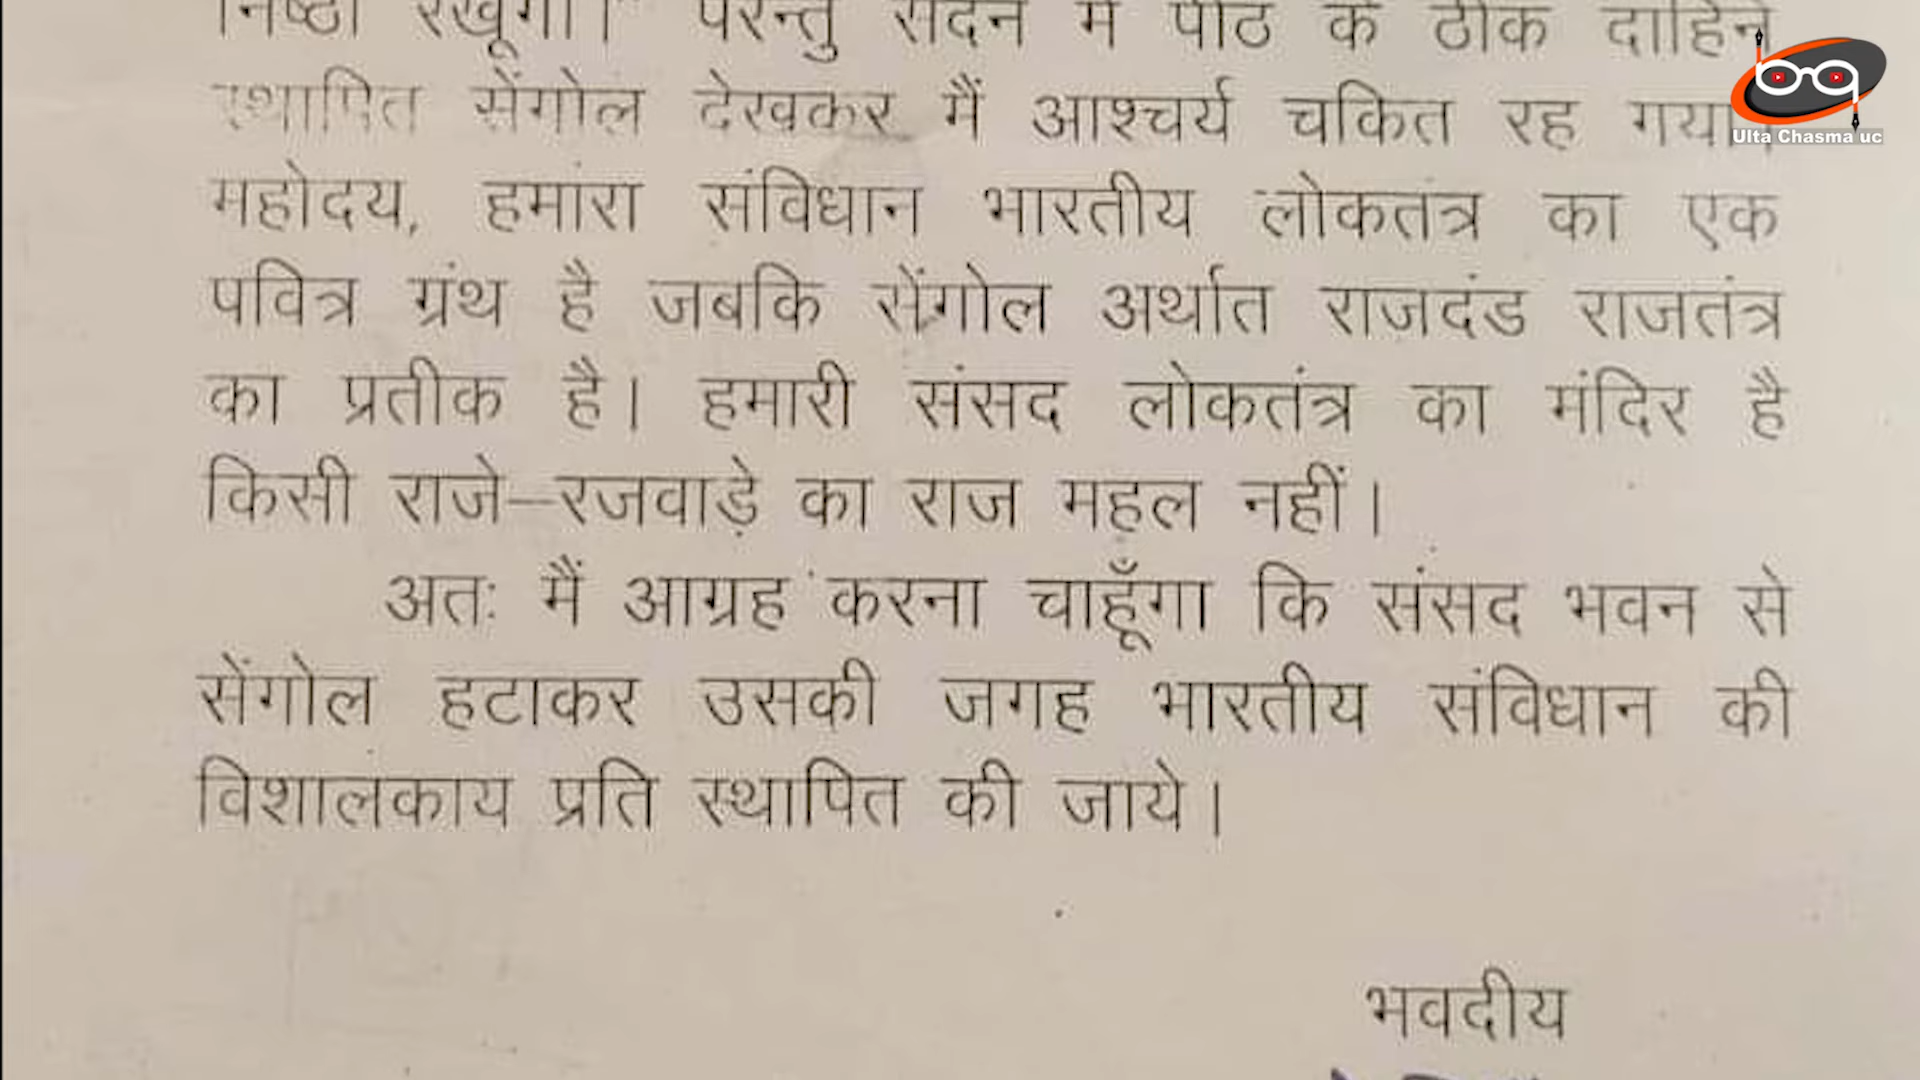 निष्ठा रखूंगा।" परन्तु सदन में पीठ के ठीक दाहिने
स्थापित सेंगोल देखकर मैं आश्चर्य चकित रह गया।
महोदय, हमारा संविधान भारतीय लोकतंत्र का एक
पवित्र ग्रंथ है जबकि सेंगोल अर्थात राजदंड राजतंत्र
का प्रतीक है। हमारी संसद लोकतंत्र का मंदिर है
किसी राजे–रजवाड़े का राज महल नहीं।
अतः मैं आग्रह करना चाहूँगा कि संसद भवन से
सेंगोल हटाकर उसकी जगह भारतीय संविधान की
विशालकाय प्रति स्थापित की जाये।
भवदीय
Ulta Chasma uc